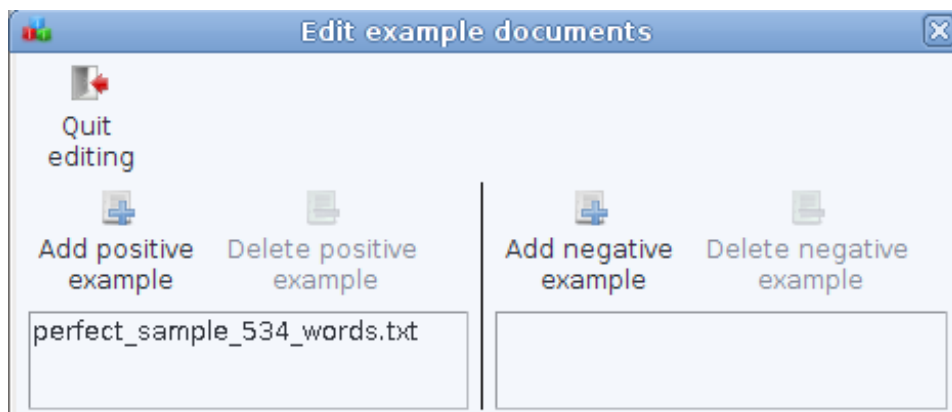 Edit example documents
Quit
editing
Add positive
example
Delete positive
example
Add negative
example
Delete negative
example
perfect_sample_534_words.txt